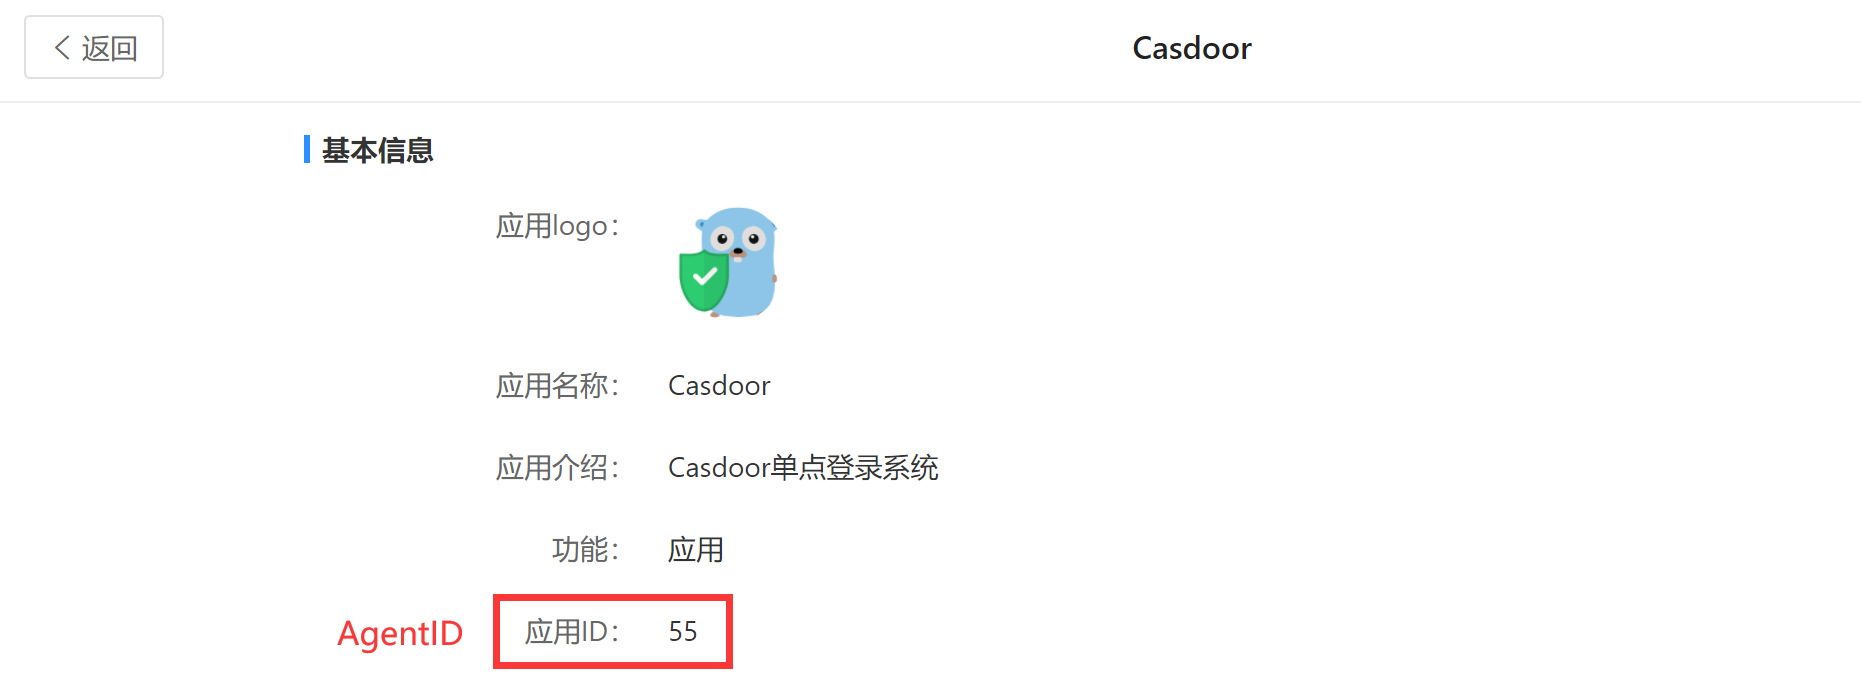 返回
Casdoor
基本信息
应用logo：
应用名称： Casdoor
应用介绍： Casdoor单点登录系统
功能： 应用
AgentID 应用ID： 55